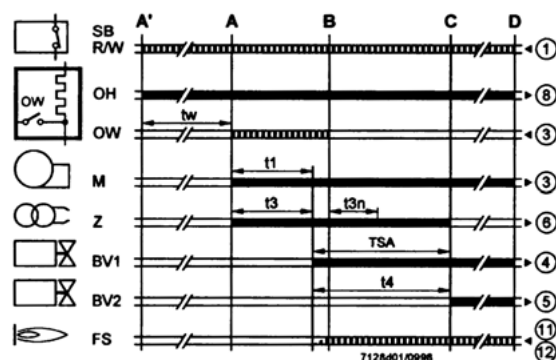 A' A B C D
SB
R/W 1
OH 8
OW
tw
OW 3
t1
M 3
t3 t3n
Z 6
TSA
BV1 4
t4
BV2 5
FS 11
12
7128d01/0996